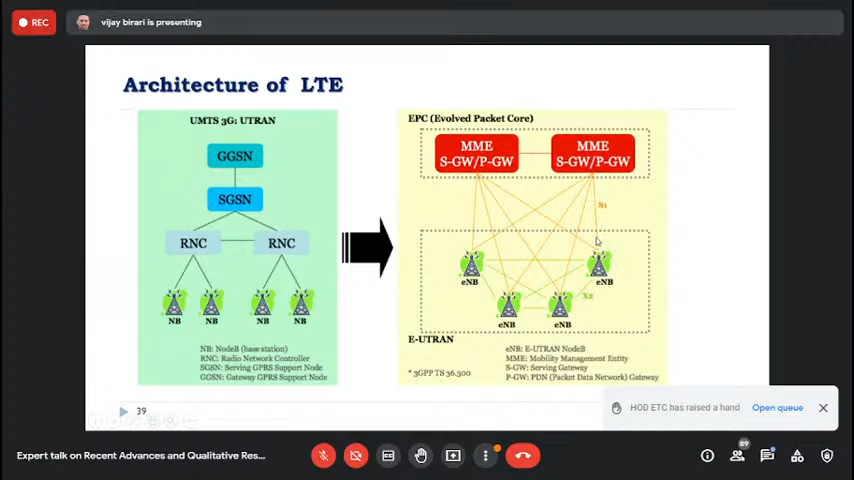 REC
vijay birari is presenting
Architecture of LTE
UMTS 3G: UTRAN
GGSN
SGSN
RNC
RNC
NB
NB
NB
NB
NB: NodeB (base station)
RNC: Radio Network Controller
SGSN: Serving GPRS Support Node
GGSN: Gateway GPRS Support Node
EPC (Evolved Packet Core)
MME
S-GW/P-GW
MME
S-GW/P-GW
S1
eNB
eNB
X2
eNB
eNB
E-UTRAN
* 3GPP TS 36.300
eNB: E-UTRAN NodeB
MME: Mobility Management Entity
S-GW: Serving Gateway
P-GW: PDN (Packet Data Network) Gateway
39
HOD ETC has raised a hand
Open queue
Expert talk on Recent Advances and Qualitative Res...
89